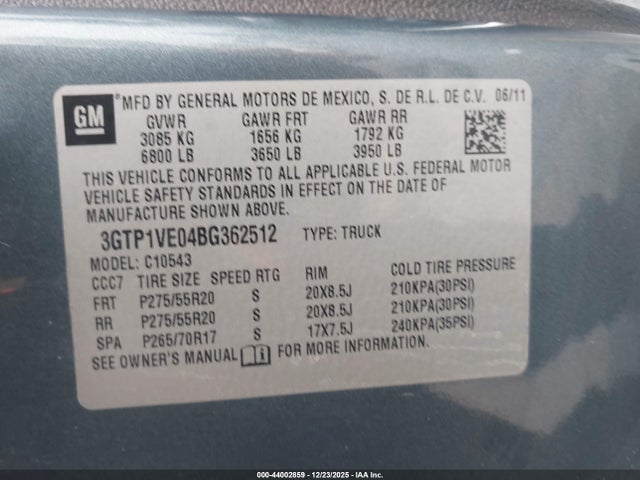 GM
® MFD BY GENERAL MOTORS DE MEXICO, S. DE R.L. DE C.V. 06/11
GVWR GAWR FRT GAWR RR
3085 KG 1656 KG 1792 KG
6800 LB 3650 LB 3950 LB
THIS VEHICLE CONFORMS TO ALL APPLICABLE U.S. FEDERAL MOTOR
VEHICLE SAFETY STANDARDS IN EFFECT ON THE DATE OF
MANUFACTURE SHOWN ABOVE.
3GTP1VE04BG362512 TYPE: TRUCK
MODEL: C10543
CCC7 TIRE SIZE SPEED RTG RIM COLD TIRE PRESSURE
FRT P275/55R20 S 20X8.5J 210KPA(30PSI)
RR P275/55R20 S 20X8.5J 210KPA(30PSI)
SPA P265/70R17 S 17X7.5J 240KPA(35PSI)
SEE OWNER'S MANUAL FOR MORE INFORMATION.
000-44002859 - 12/23/2025 - IAA Inc.